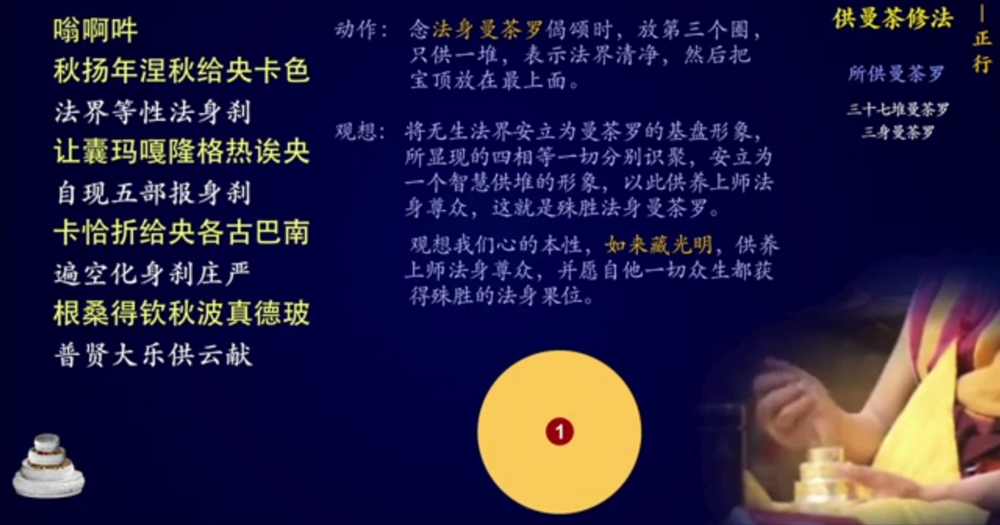 嗡啊吽
秋扬年涅秋给央卡色
法界等性法身刹
让囊玛嘎隆格热诶央
自现五部报身刹
卡恰折给央各古巴南
遍空化身刹庄严
根桑得钦秋波真德玻
普贤大乐供云献
动作： 念法身曼茶罗偈颂时，放第三个圈，
只供一堆，表示法界清净，然后把
宝顶放在最上面。
观想： 将无生法界安立为曼茶罗的基盘形象，
所显现的四相等一切分别识聚，安立为
一个智慧供堆的形象，以此供养上师法
身尊众，这就是殊胜法身曼茶罗。
观想我们心的本性，如来藏光明，供养
上师法身尊众，并愿自他一切众生都获
得殊胜的法身果位。
1
供曼茶修法
｜正行
所供曼茶罗
三十七堆曼茶罗
三身曼茶罗